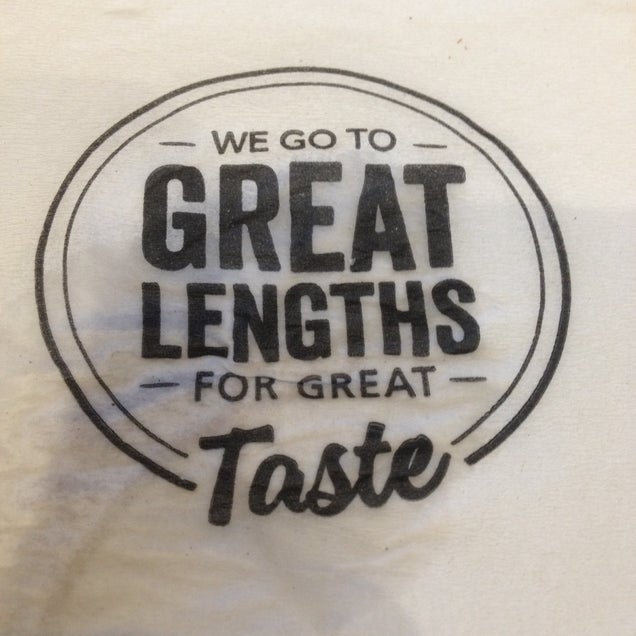 WE GO TO
GREAT
LENGTHS
FOR GREAT
Taste